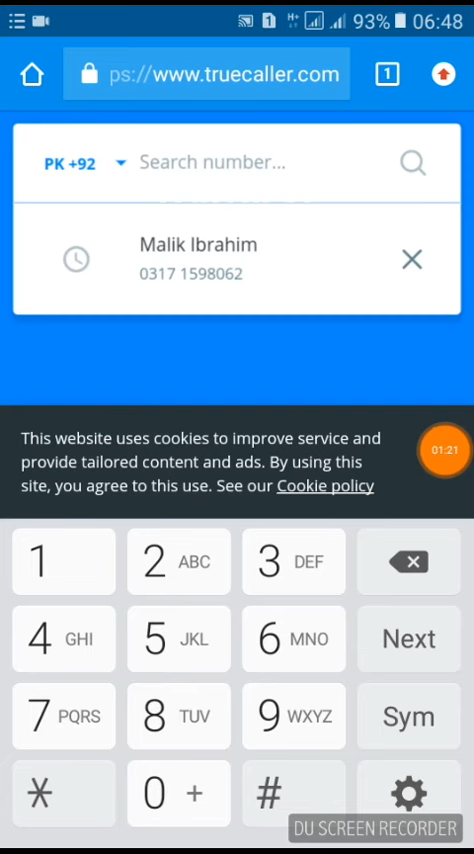 1 H+ 93% 06:48
ps://www.truecaller.com 1
PK +92 Search number...
Malik Ibrahim
0317 1598062
This website uses cookies to improve service and
provide tailored content and ads. By using this
site, you agree to this use. See our Cookie policy
01:21
1 2 ABC 3 DEF
4 GHI 5 JKL 6 MNO Next
7 PQRS 8 TUV 9 WXYZ Sym
* 0 + #
DU SCREEN RECORDER